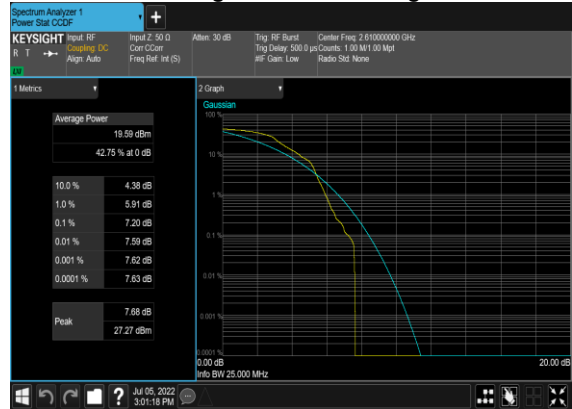 Spectrum Analyzer 1
Power Stat CCDF
KEYSIGHT
R T
Input: RF
Coupling: DC
Align: Auto
Input Z: 50 Ω
Corr CCorr
Freq Ref: Int (S)
Atten: 30 dB
Trig: RF Burst
Trig Delay: 500.0 µs
#IF Gain: Low
Center Freq: 2.610000000 GHz
Counts: 1.00 M/1.00 Mpt
Radio Std: None
1 Metrics
Average Power
19.59 dBm
42.75 % at 0 dB
10.0 % 4.38 dB
1.0 % 5.91 dB
0.1 % 7.20 dB
0.01 % 7.59 dB
0.001 % 7.62 dB
0.0001 % 7.63 dB
Peak
7.68 dB
27.27 dBm
2 Graph
Gaussian
100 %
10 %
1 %
0.1 %
0.01 %
0.001 %
0.0001 %
0.00 dB
20.00 dB
Info BW 25.000 MHz
?
Jul 05, 2022
3:01:18 PM